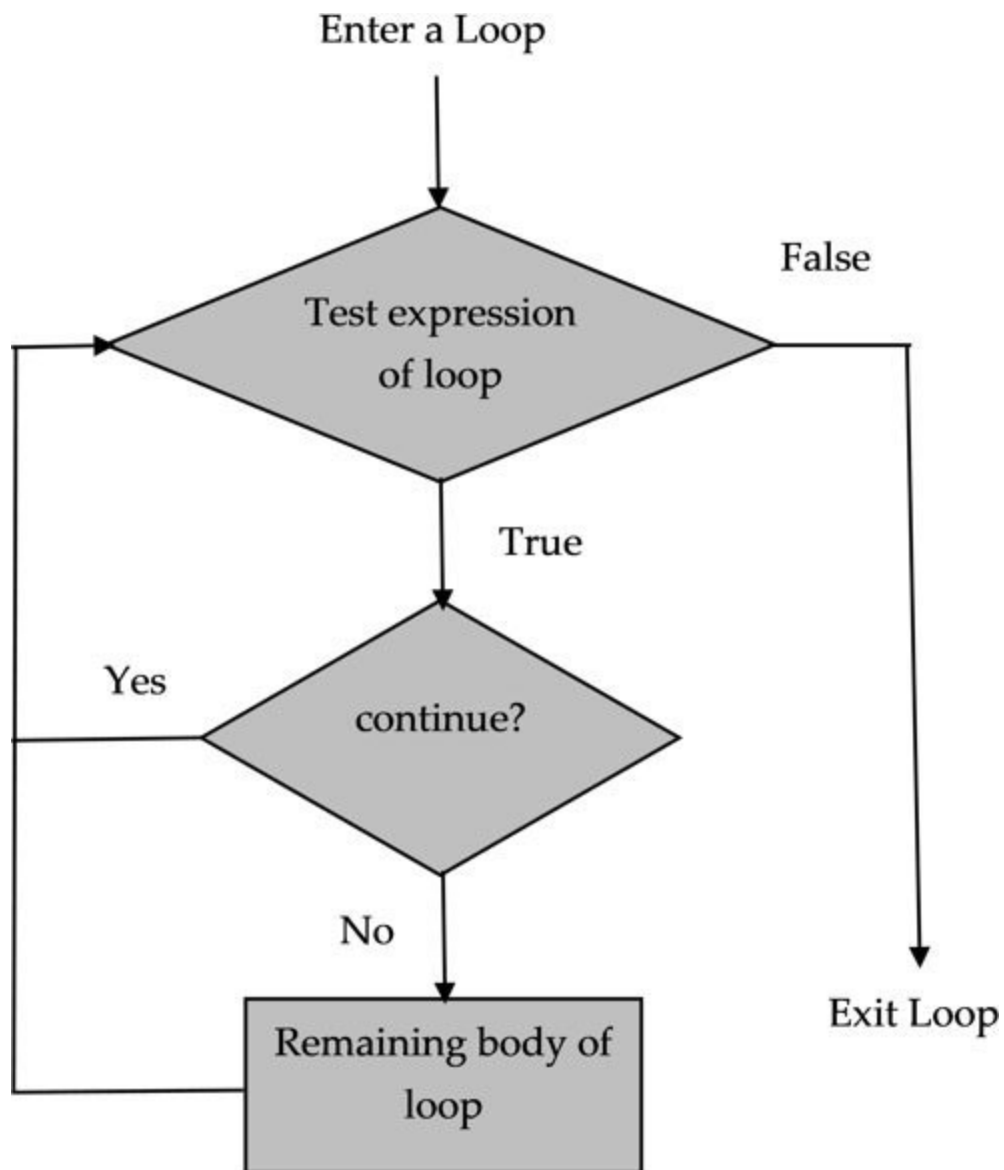 Enter a Loop
False
Test expression
of loop
True
Yes
continue?
No
Exit Loop
Remaining body of
loop